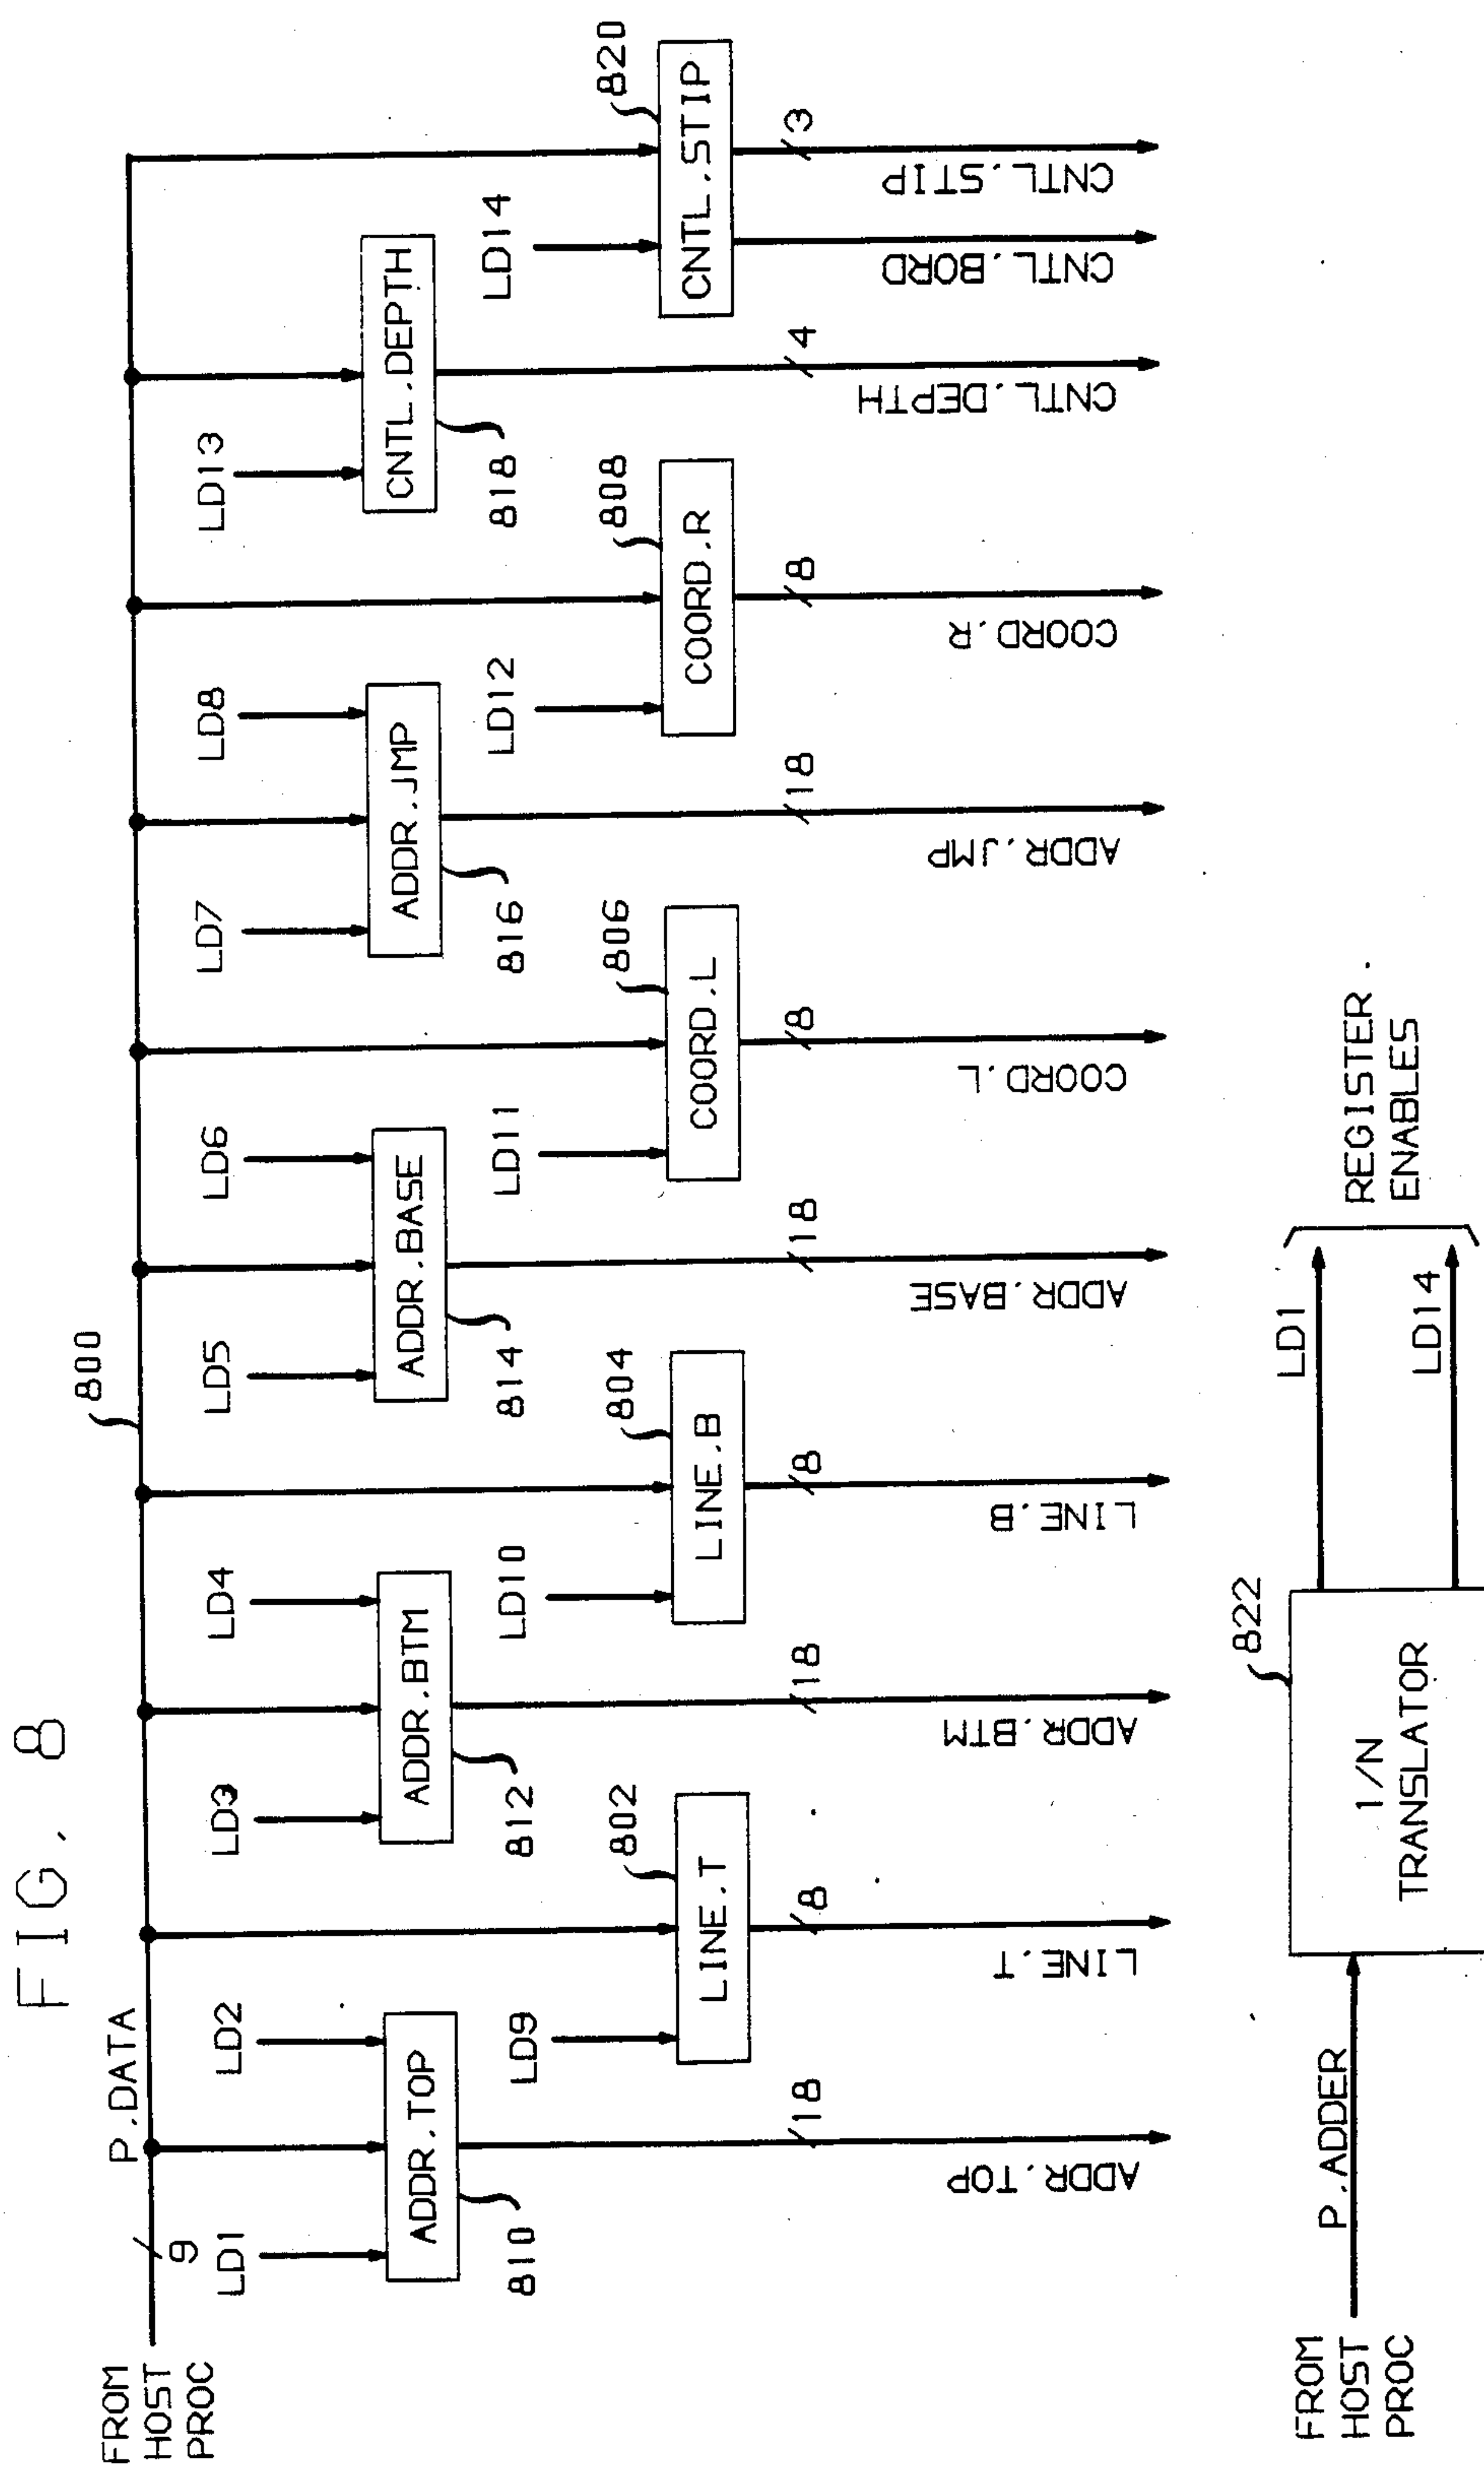 FIG. 8
FROM
HOST
PROC
9
P.DATA
800
LD1
LD2
ADDR.TOP
810
18
ADDR.TOP
LD9
LINE.T
802
8
LINE.T
LD3
LD4
ADDR.BTM
812
18
ADDR.BTM
LD10
LINE.B
804
8
LINE.B
LD5
LD6
ADDR.BASE
814
18
ADDR.BASE
LD11
COORD.L
806
8
COORD.L
LD7
LD8
ADDR.JMP
816
18
ADDR.JMP
LD12
COORD.R
808
8
COORD.R
LD13
CNTL.DEPTH
818
4
CNTL.DEPTH
LD14
CNTL.STIP
820
CNTL.BORD
3
CNTL.STIP
FROM
HOST
PROC
P.ADDER
1/N
TRANSLATOR
822
LD1
LD14
REGISTER
ENABLES